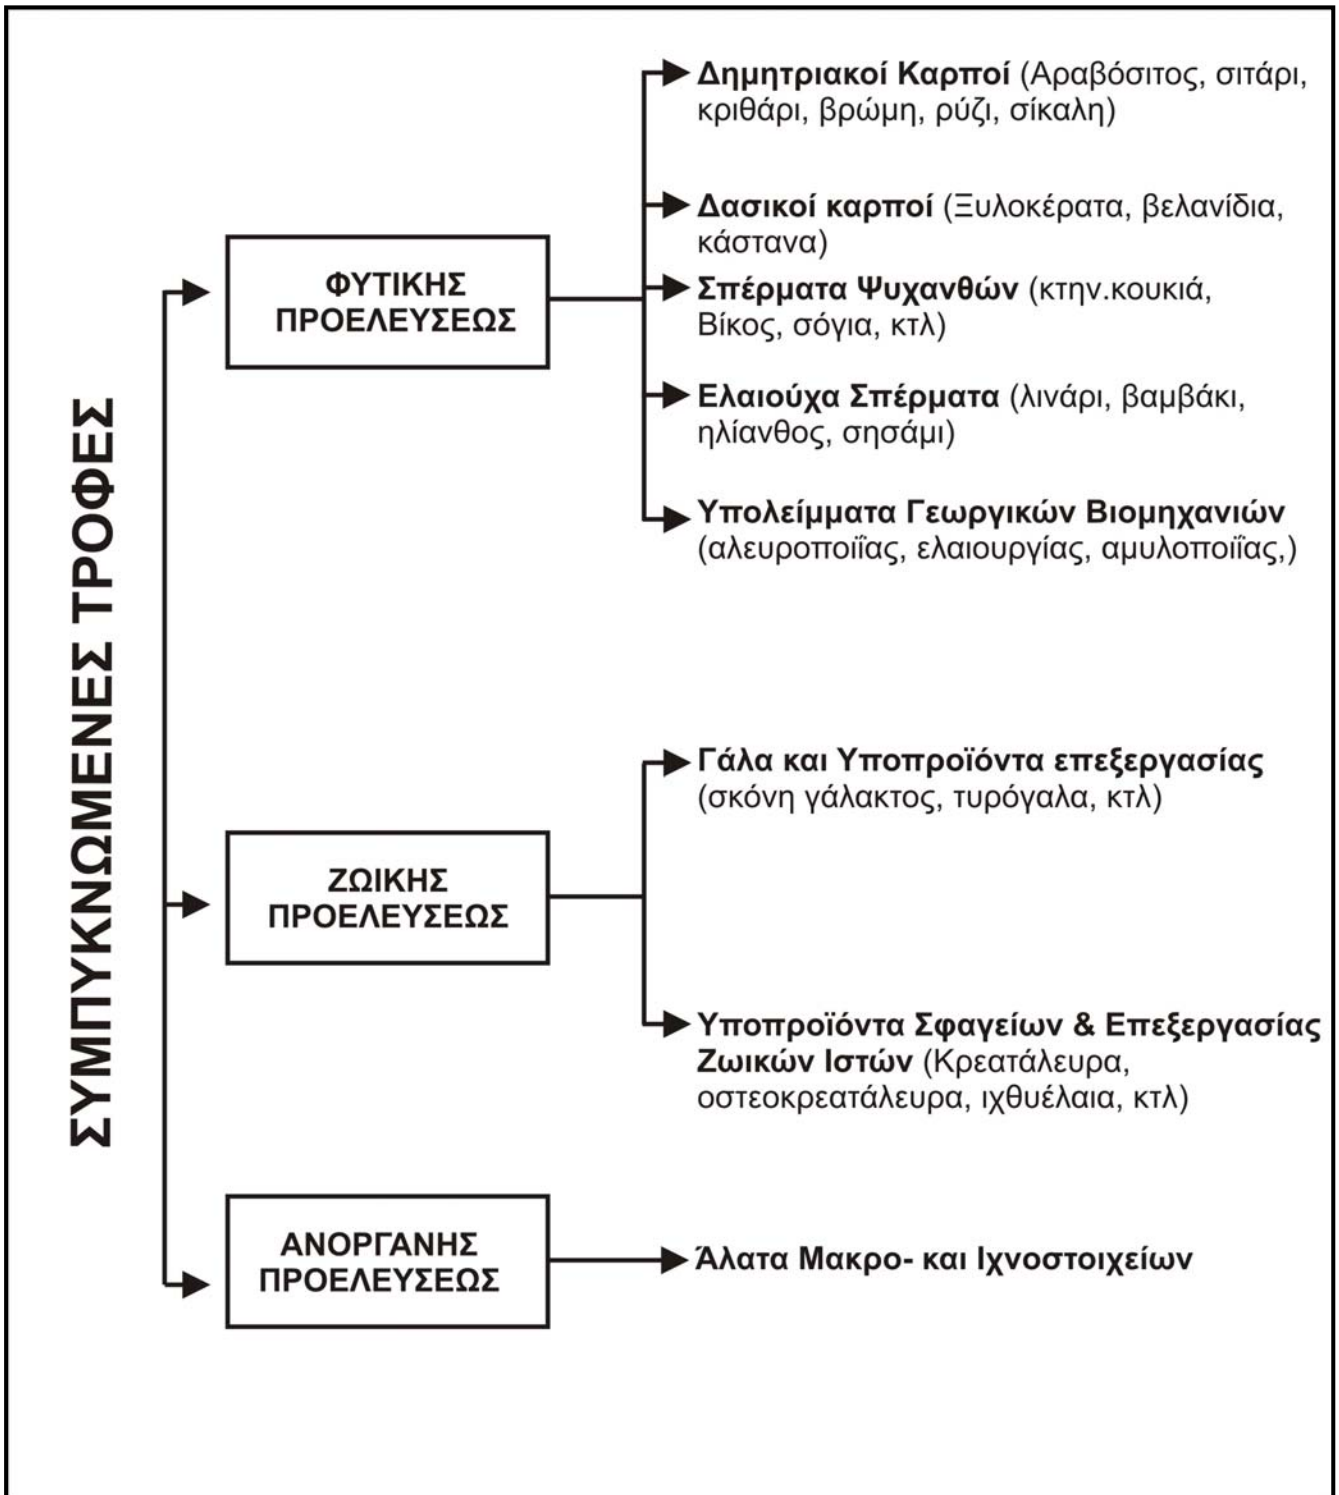 ΣΥΜΠΥΚΝΩΜΕΝΕΣ ΤΡΟΦΕΣ
ΦΥΤΙΚΗΣ
ΠΡΟΕΛΕΥΣΕΩΣ
Δημητριακοί Καρποί (Αραβόσιτος, σιτάρι,
κριθάρι, βρώμη, ρύζι, σίκαλη)
Δασικοί καρποί (Ξυλοκέρατα, βελανίδια,
κάστανα)
Σπέρματα Ψυχανθών (κτην.κουκιά,
Βίκος, σόγια, κτλ)
Ελαιούχα Σπέρματα (λινάρι, βαμβάκι,
ηλίανθος, σησάμι)
Υπολείμματα Γεωργικών Βιομηχανιών
(αλευροποιΐας, ελαιουργίας, αμυλοποιΐας,)
ΖΩΙΚΗΣ
ΠΡΟΕΛΕΥΣΕΩΣ
Γάλα και Υποπροϊόντα επεξεργασίας
(σκόνη γάλακτος, τυρόγαλα, κτλ)
Υποπροϊόντα Σφαγείων & Επεξεργασίας
Ζωικών Ιστών (Κρεατάλευρα,
οστεοκρεατάλευρα, ιχθυέλαια, κτλ)
ΑΝΟΡΓΑΝΗΣ
ΠΡΟΕΛΕΥΣΕΩΣ
Άλατα Μακρο- και Ιχνοστοιχείων